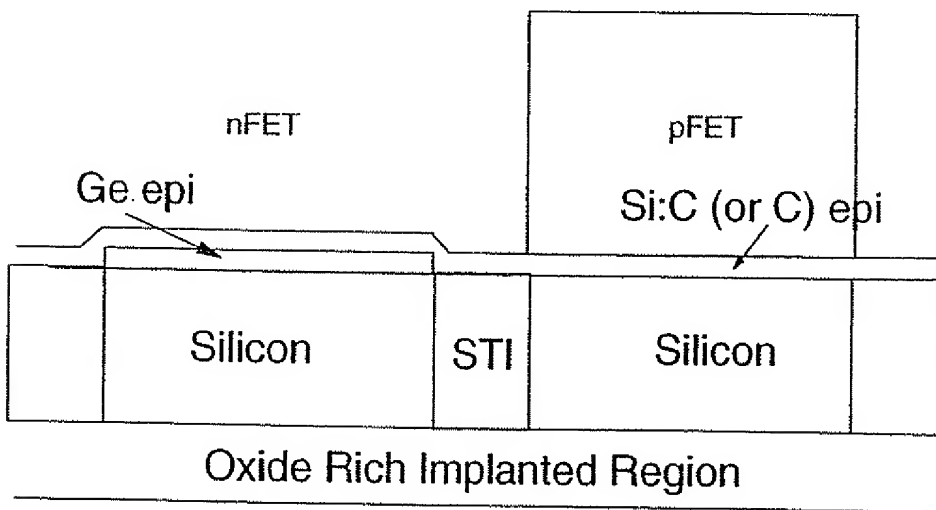 nFET
pFET
Ge epi
Si:C (or C) epi
Silicon
STI
Silicon
Oxide Rich Implanted Region